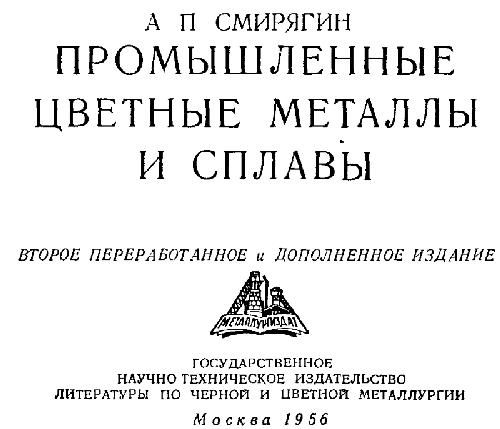 А П СМИРЯГИН
ПРОМЫШЛЕННЫЕ
ЦВЕТНЫЕ МЕТАЛЛЫ
И СПЛАВЫ
ВТОРОЕ ПЕРЕРАБОТАННОЕ и ДОПОЛНЕННОЕ ИЗДАНИЕ
МЕТАЛЛУРГИЗДАТ
ГОСУДАРСТВЕННОЕ
НАУЧНО ТЕХНИЧЕСКОЕ ИЗДАТЕЛЬСТВО
ЛИТЕРАТУРЫ ПО ЧЕРНОЙ И ЦВЕТНОЙ МЕТАЛЛУРГИИ
Москва 1956